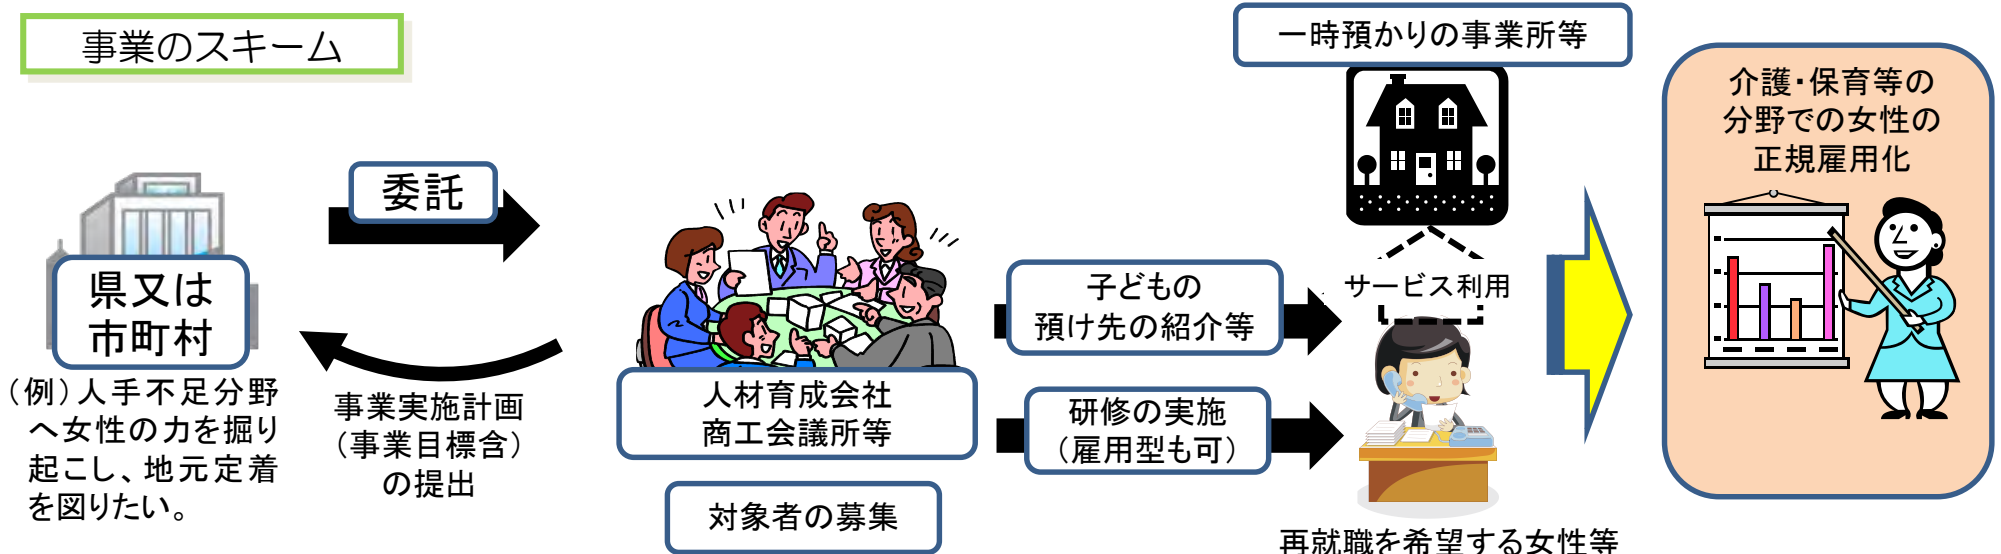 事業のスキーム
県又は
市町村
(例)人手不足分野
へ女性の力を掘り
起こし、地元定着
を図りたい。
委託
事業実施計画
(事業目標含)
の提出
人材育成会社
商工会議所等
対象者の募集
子どもの
預け先の紹介等
研修の実施
(雇用型も可)
一時預かりの事業所等
サービス利用
再就職を希望する女性等
介護・保育等の
分野での女性の
正規雇用化